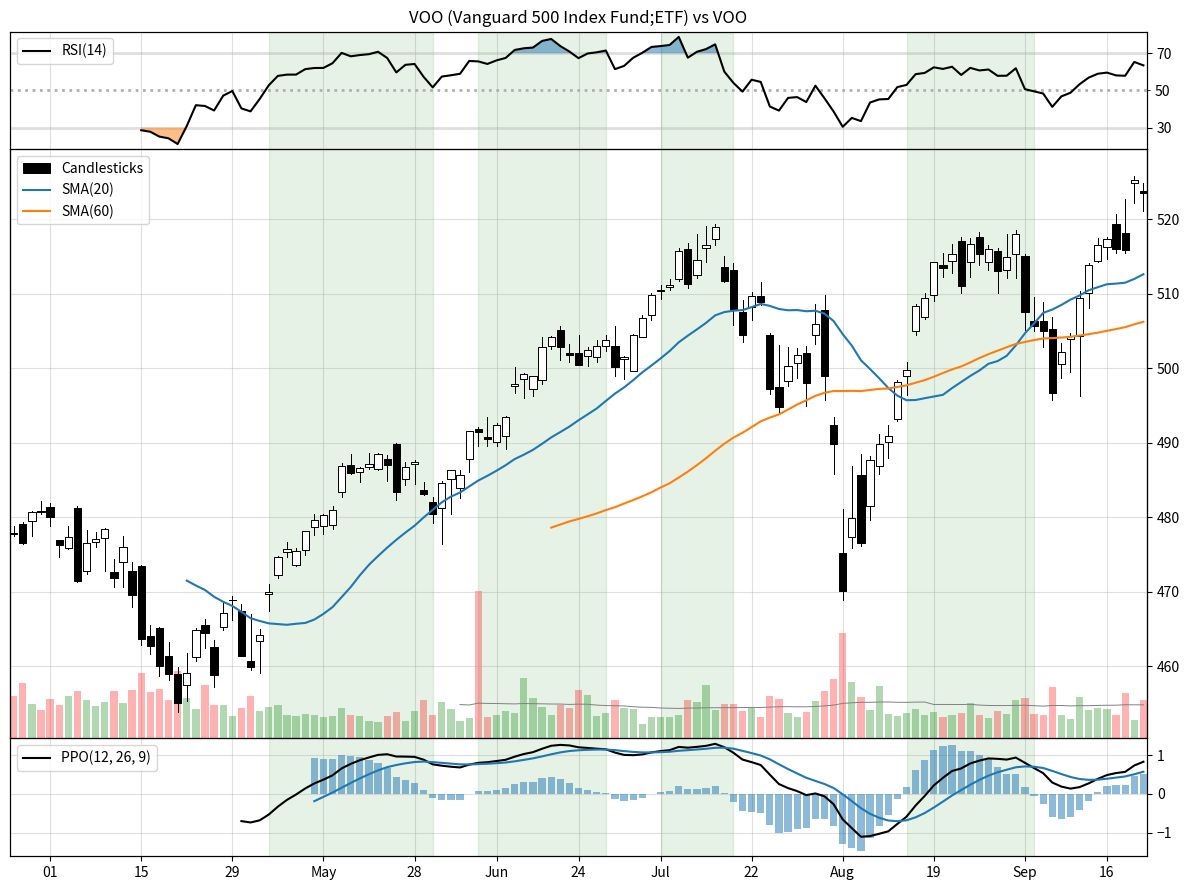 VOO (Vanguard 500 Index Fund;ETF) vs VOO
RSI(14)
70
50
30
Candlesticks
SMA(20)
SMA(60)
520
510
500
490
480
470
460
PPO(12, 26, 9)
1
0
−1
01 15 29 May 28 Jun 24 Jul 22 Aug 19 Sep 16